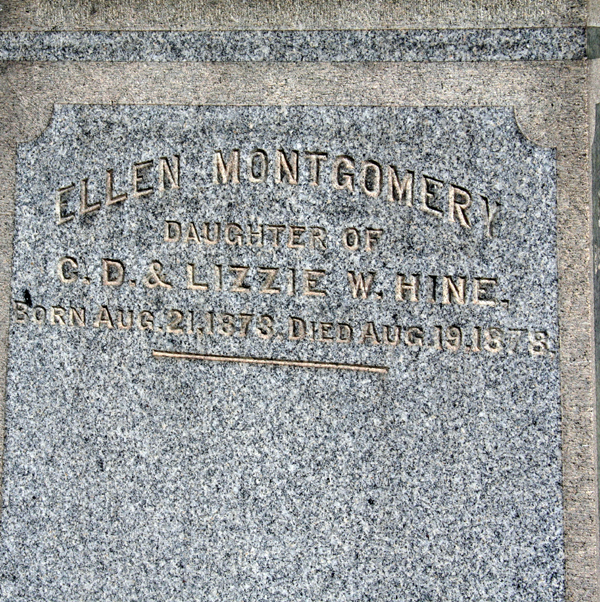 ELLEN MONTGOMERY
DAUGHTER OF
C. D. & LIZZIE W. HINE.
BORN AUG. 21. 1873. DIED AUG. 19. 1878.